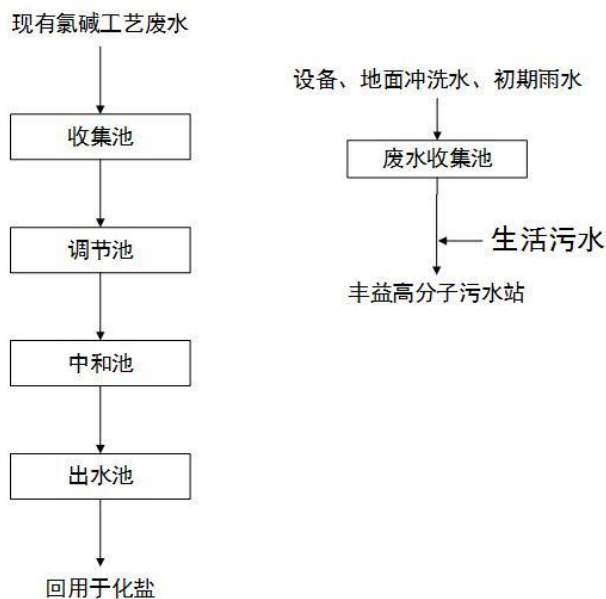 现有氯碱工艺废水
收集池
调节池
中和池
出水池
回用于化盐
设备、地面冲洗水、初期雨水
废水收集池
生活污水
丰益高分子污水站